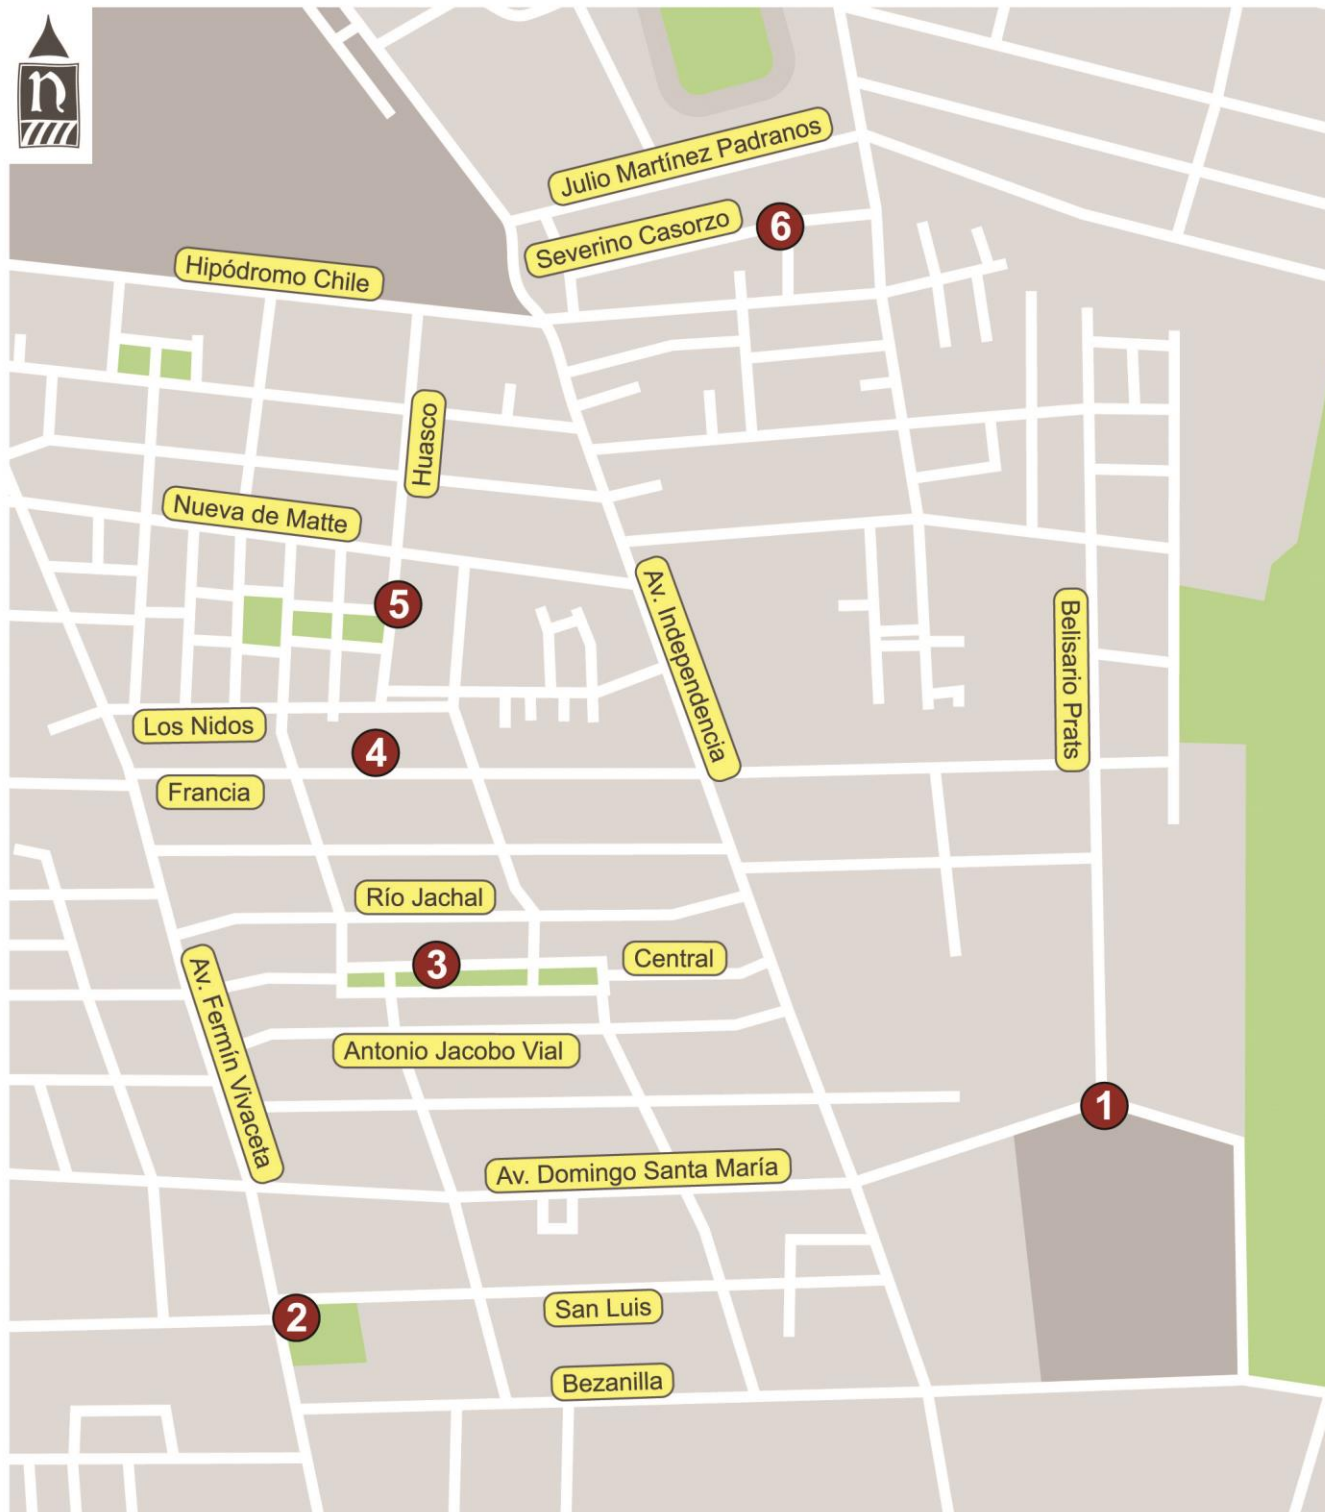 n
Julio Martínez Padranos
Severino Casorzo
6
Hipódromo Chile
Huasco
Nueva de Matte
5
Av. Independencia
Belisario Prats
Los Nidos
4
Francia
Río Jachal
3
Central
Av. Fermín Vivaceta
Antonio Jacobo Vial
1
Av. Domingo Santa María
2
San Luis
Bezanilla